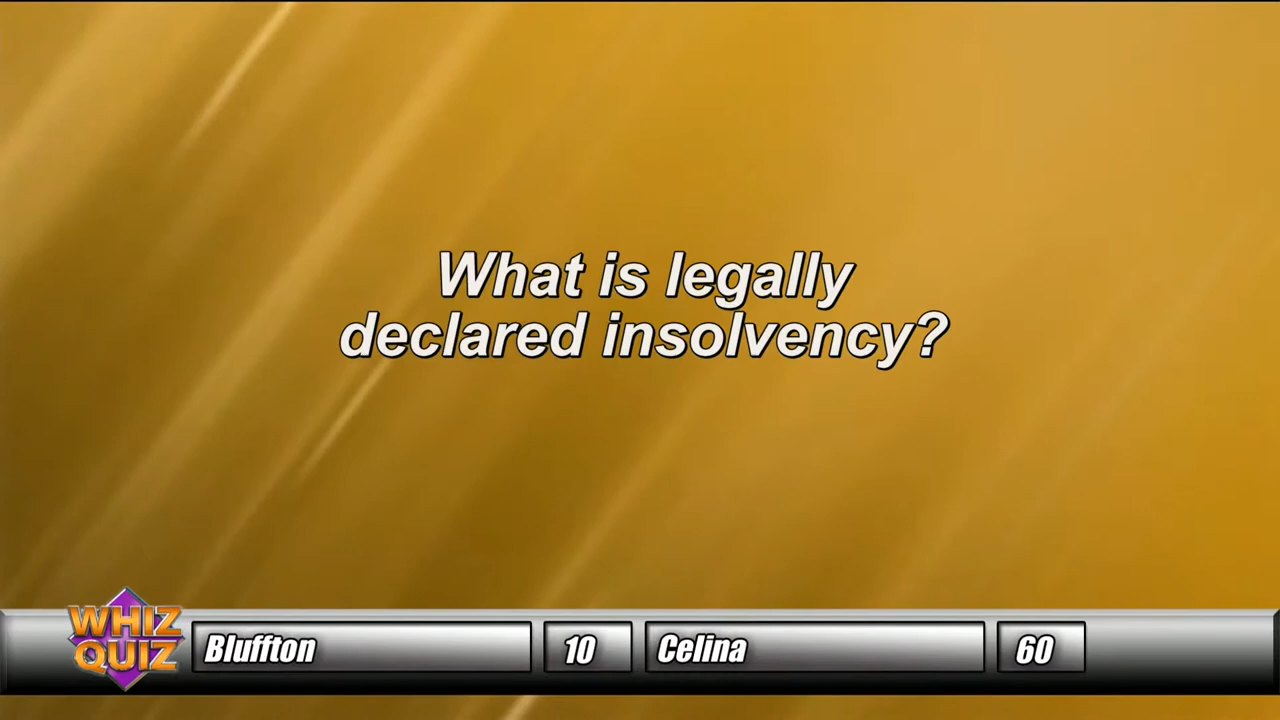 What is legally
declared insolvency?
WHIZ
QUIZ
Bluffton 10 Celina 60